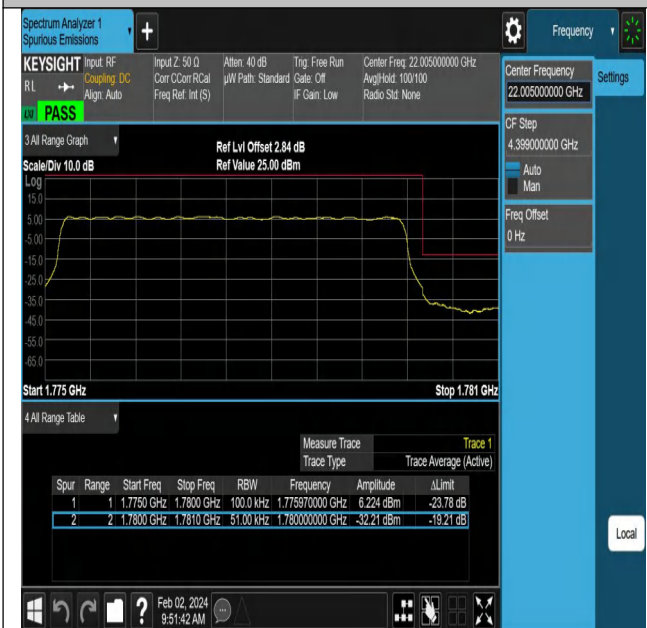 Spectrum Analyzer 1
Spurious Emissions
Frequency
KEYSIGHT
RL
Input: RF
Coupling: DC
Align: Auto
Input Z: 50 Ω
Corr CCorr RCal
Freq Ref: Int (S)
Atten: 40 dB
µW Path: Standard
Trig: Free Run
Gate: Off
IF Gain: Low
Center Freq: 22.005000000 GHz
Avg|Hold: 100/100
Radio Std: None
PASS
Center Frequency
22.005000000 GHz
Settings
CF Step
4.399000000 GHz
Auto
Man
Freq Offset
0 Hz
3 All Range Graph
Scale/Div 10.0 dB
Ref Lvl Offset 2.84 dB
Ref Value 25.00 dBm
Log
15.0
5.00
-5.00
-15.0
-25.0
-35.0
-45.0
-55.0
-65.0
Start 1.775 GHz
Stop 1.781 GHz
4 All Range Table
Measure Trace Trace 1
Trace Type Trace Average (Active)
Spur Range Start Freq Stop Freq RBW Frequency Amplitude ΔLimit
1 1 1.7750 GHz 1.7800 GHz 100.0 kHz 1.775970000 GHz 6.224 dBm -23.78 dB
2 2 1.7800 GHz 1.7810 GHz 51.00 kHz 1.780000000 GHz -32.21 dBm -19.21 dB
Local
?
Feb 02, 2024
9:51:42 AM